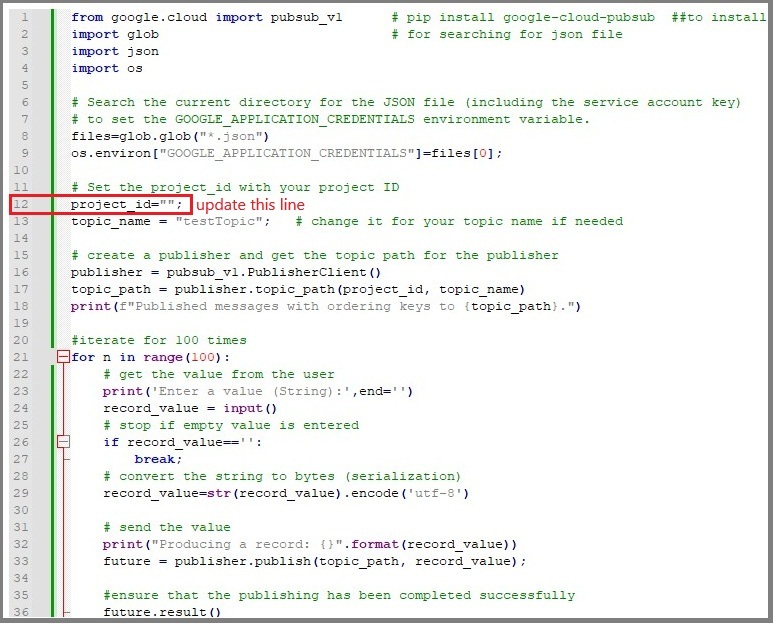 1 from google.cloud import pubsub_v1 # pip install google-cloud-pubsub ##to install
2 import glob # for searching for json file
3 import json
4 import os
5
6 # Search the current directory for the JSON file (including the service account key)
7 # to set the GOOGLE_APPLICATION_CREDENTIALS environment variable.
8 files=glob.glob("*.json")
9 os.environ["GOOGLE_APPLICATION_CREDENTIALS"]=files[0];
10
11 # Set the project_id with your project ID
12 project_id=""; update this line
13 topic_name = "testTopic"; # change it for your topic name if needed
14
15 # create a publisher and get the topic path for the publisher
16 publisher = pubsub_v1.PublisherClient()
17 topic_path = publisher.topic_path(project_id, topic_name)
18 print(f"Published messages with ordering keys to {topic_path}.")
19
20 #iterate for 100 times
21 for n in range(100):
22 # get the value from the user
23 print('Enter a value (String):',end='')
24 record_value = input()
25 # stop if empty value is entered
26 if record_value=='':
27 break;
28 # convert the string to bytes (serialization)
29 record_value=str(record_value).encode('utf-8')
30
31 # send the value
32 print("Producing a record: {}".format(record_value))
33 future = publisher.publish(topic_path, record_value);
34
35 #ensure that the publishing has been completed successfully
36 future.result()